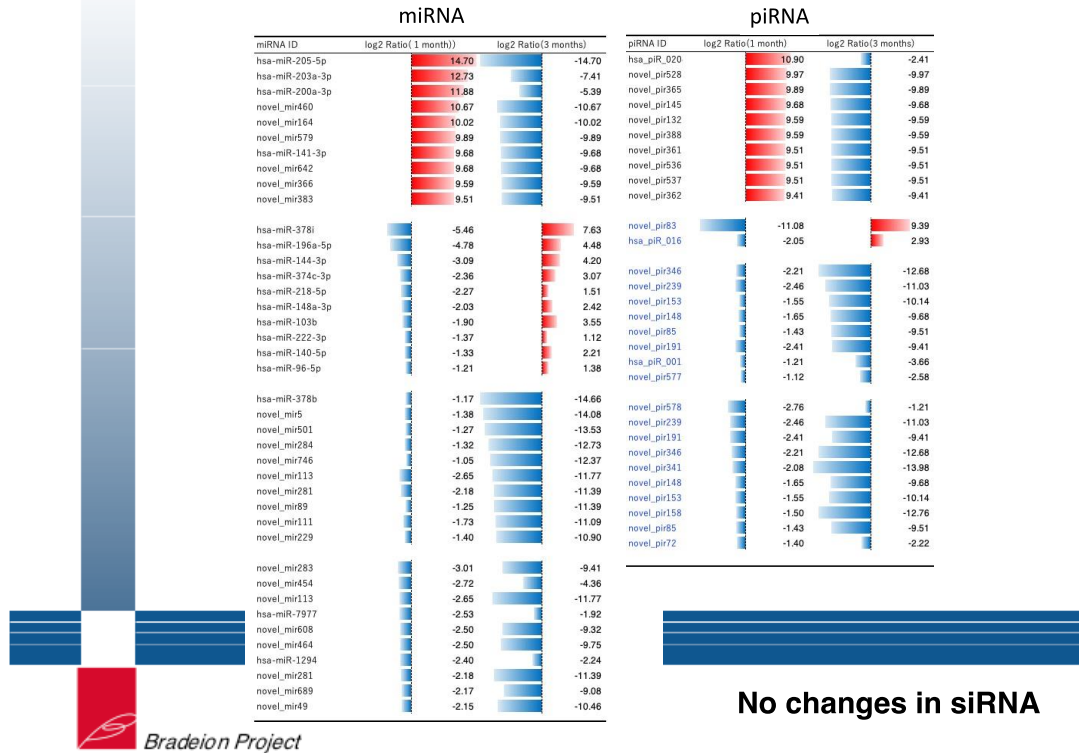 miRNA
miRNA ID log2 Ratio( 1 month)) log2 Ratio(3 months)
hsa-miR-205-5p 14.70 -14.70
hsa-miR-203a-3p 12.73 -7.41
hsa-miR-200a-3p 11.88 -5.39
novel_mir460 10.67 -10.67
novel_mir164 10.02 -10.02
novel_mir579 9.89 -9.89
hsa-miR-141-3p 9.68 -9.68
novel_mir642 9.68 -9.68
novel_mir366 9.59 -9.59
novel_mir383 9.51 -9.51
hsa-miR-378i -5.46 7.63
hsa-miR-196a-5p -4.78 4.48
hsa-miR-144-3p -3.09 4.20
hsa-miR-374c-3p -2.36 3.07
hsa-miR-218-5p -2.27 1.51
hsa-miR-148a-3p -2.03 2.42
hsa-miR-103b -1.90 3.55
hsa-miR-222-3p -1.37 1.12
hsa-miR-140-5p -1.33 2.21
hsa-miR-96-5p -1.21 1.38
hsa-miR-378b -1.17 -14.66
novel_mir5 -1.38 -14.08
novel_mir501 -1.27 -13.53
novel_mir284 -1.32 -12.73
novel_mir746 -1.05 -12.37
novel_mir113 -2.65 -11.77
novel_mir281 -2.18 -11.39
novel_mir89 -1.25 -11.39
novel_mir111 -1.73 -11.09
novel_mir229 -1.40 -10.90
novel_mir283 -3.01 -9.41
novel_mir454 -2.72 -4.36
novel_mir113 -2.65 -11.77
hsa-miR-7977 -2.53 -1.92
novel_mir608 -2.50 -9.32
novel_mir464 -2.50 -9.75
hsa-miR-1294 -2.40 -2.24
novel_mir281 -2.18 -11.39
novel_mir689 -2.17 -9.08
novel_mir49 -2.15 -10.46
piRNA
piRNA ID log2 Ratio(1 month) log2 Ratio(3 months)
hsa_piR_020 10.90 -2.41
novel_pir528 9.97 -9.97
novel_pir365 9.89 -9.89
novel_pir145 9.68 -9.68
novel_pir132 9.59 -9.59
novel_pir388 9.59 -9.59
novel_pir361 9.51 -9.51
novel_pir536 9.51 -9.51
novel_pir537 9.51 -9.51
novel_pir362 9.41 -9.41
novel_pir83 -11.08 9.39
hsa_piR_016 -2.05 2.93
novel_pir346 -2.21 -12.68
novel_pir239 -2.46 -11.03
novel_pir153 -1.55 -10.14
novel_pir148 -1.65 -9.68
novel_pir85 -1.43 -9.51
novel_pir191 -2.41 -9.41
hsa_piR_001 -1.21 -3.66
novel_pir577 -1.12 -2.58
novel_pir578 -2.76 -1.21
novel_pir239 -2.46 -11.03
novel_pir191 -2.41 -9.41
novel_pir346 -2.21 -12.68
novel_pir341 -2.08 -13.98
novel_pir148 -1.65 -9.68
novel_pir153 -1.55 -10.14
novel_pir158 -1.50 -12.76
novel_pir85 -1.43 -9.51
novel_pir72 -1.40 -2.22
No changes in siRNA
Bradeion Project